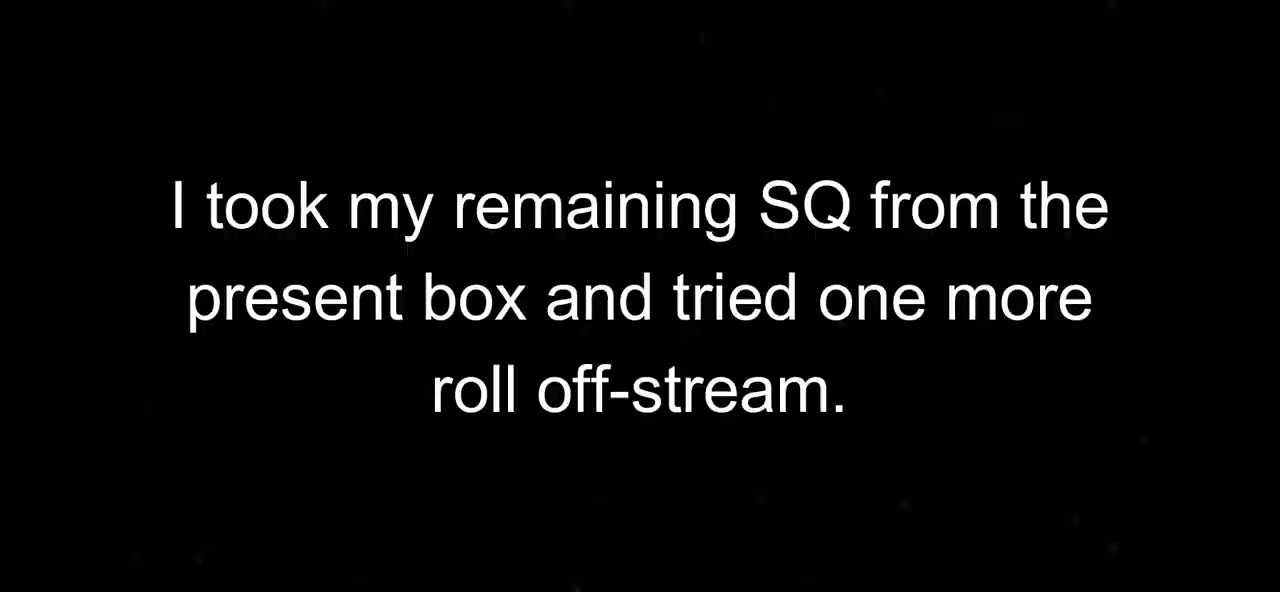 I took my remaining SQ from the
present box and tried one more
roll off-stream.